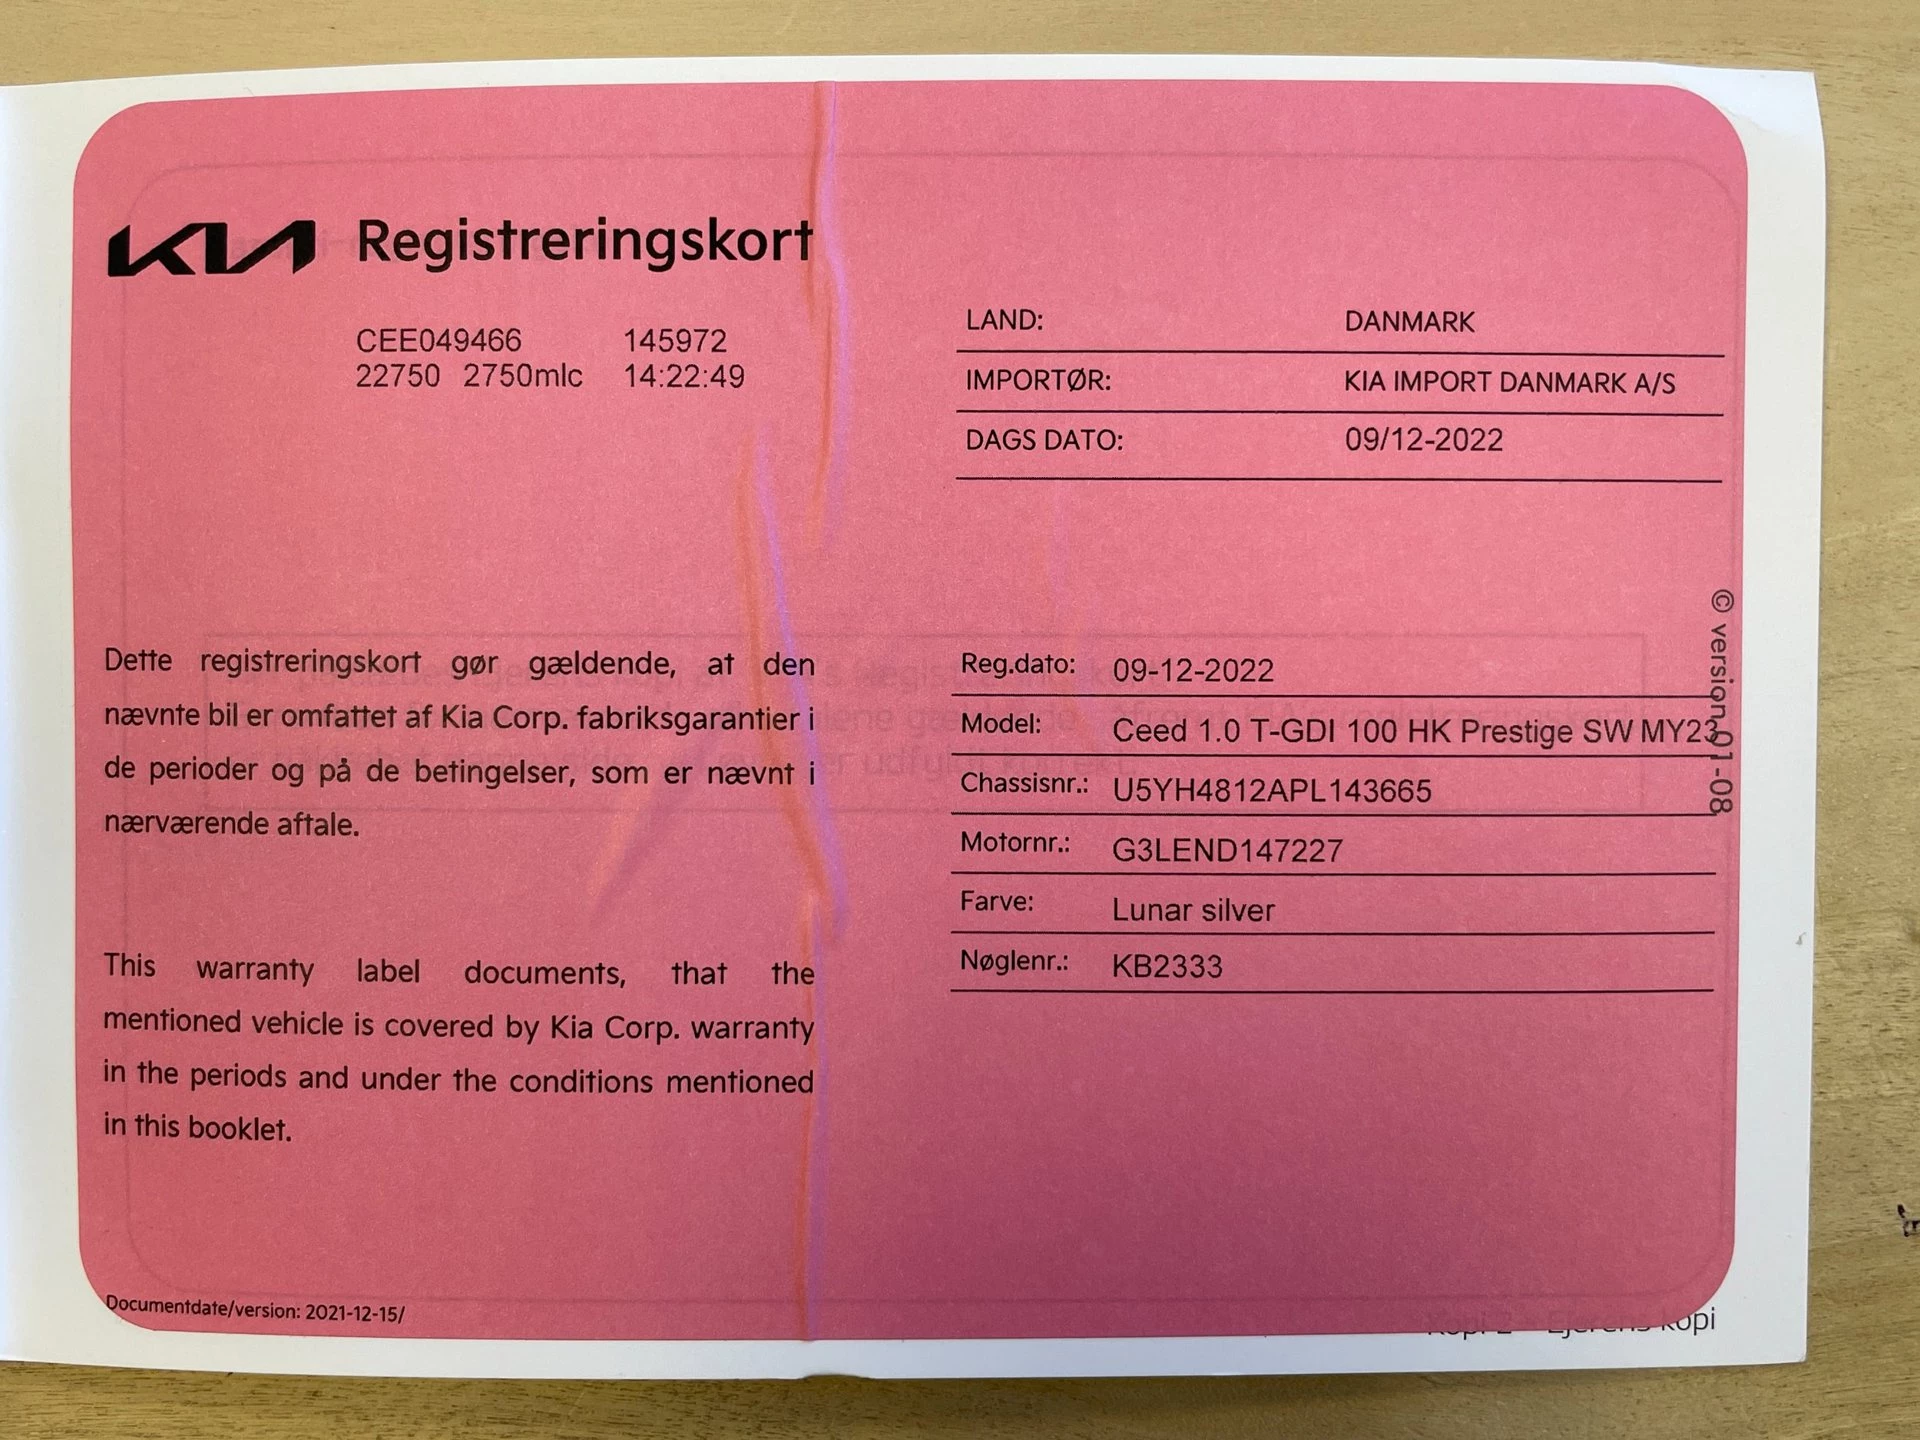 KIA Registreringskort
CEE049466 145972
22750 2750mlc 14:22:49
LAND: DANMARK
IMPORTØR: KIA IMPORT DANMARK A/S
DAGS DATO: 09/12-2022
Dette registreringskort gør gældende, at den
nævnte bil er omfattet af Kia Corp. fabriksgarantier i
de perioder og på de betingelser, som er nævnt i
nærværende aftale.
This warranty label documents, that the
mentioned vehicle is covered by Kia Corp. warranty
in the periods and under the conditions mentioned
in this booklet.
Reg.dato: 09-12-2022
Model: Ceed 1.0 T-GDI 100 HK Prestige SW MY23
Chassisnr.: U5YH4812APL143665
Motornr.: G3LEND147227
Farve: Lunar silver
Nøglenr.: KB2333
© version 01-08
Documentdate/version: 2021-12-15/
Kopi 2 - Ejerens kopi